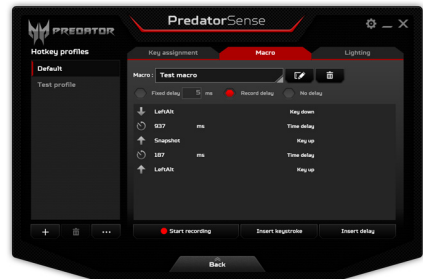 PREDATOR
PredatorSense
Hotkey profiles
Key assignment
Macro
Lighting
Default
Test profile
Macro :
Test macro
Fixed delay
5
ms
Record delay
No delay
LeftAlt
Key down
937
ms
Time delay
Snapshot
Key up
187
ms
Time delay
LeftAlt
Key up
Start recording
Insert keystroke
Insert delay
Back